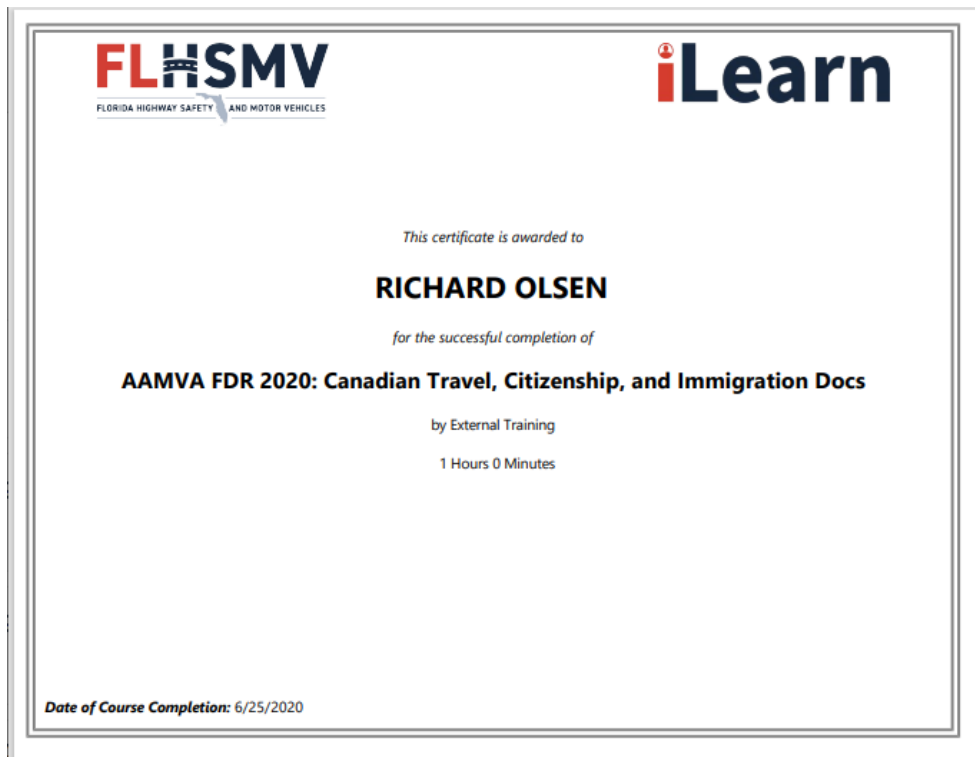 FLHSMV
FLORIDA HIGHWAY SAFETY AND MOTOR VEHICLES
iLearn
This certificate is awarded to
RICHARD OLSEN
for the successful completion of
AAMVA FDR 2020: Canadian Travel, Citizenship, and Immigration Docs
by External Training
1 Hours 0 Minutes
Date of Course Completion: 6/25/2020